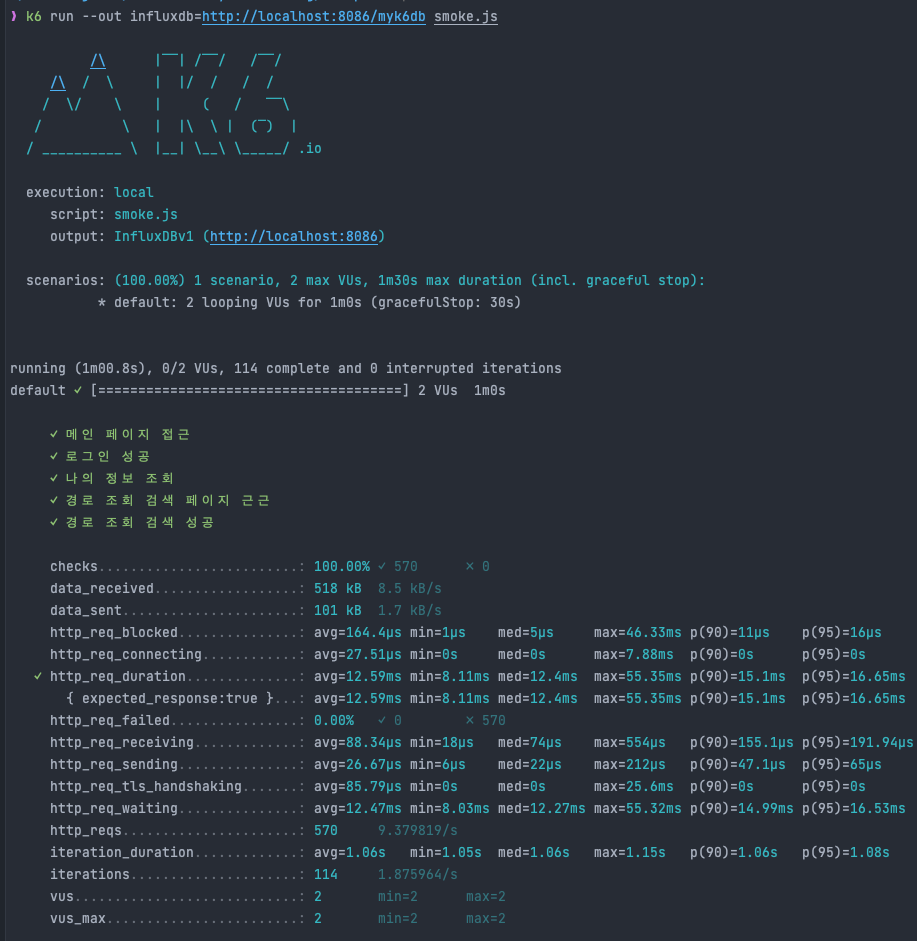 ❯ k6 run --out influxdb=http://localhost:8086/myk6db smoke.js
          /\      |‾‾| /‾‾/   /‾‾/
     /\  /  \     |  |/  /   /  /
    /  \/    \    |     (   /   ‾‾\
   /          \   |  |\  \ |  (‾)  |
  / __________ \  |__| \__\ \_____/ .io
  execution: local
     script: smoke.js
     output: InfluxDBv1 (http://localhost:8086)
  scenarios: (100.00%) 1 scenario, 2 max VUs, 1m30s max duration (incl. graceful stop):
           * default: 2 looping VUs for 1m0s (gracefulStop: 30s)
running (1m00.8s), 0/2 VUs, 114 complete and 0 interrupted iterations
default ✓ [======================================] 2 VUs  1m0s
     ✓ 메인 페이지 접근
     ✓ 로그인 성공
     ✓ 나의 정보 조회
     ✓ 경로 조회 검색 페이지 근근
     ✓ 경로 조회 검색 성공
     checks.........................: 100.00% ✓ 570      ✗ 0
     data_received..................: 518 kB  8.5 kB/s
     data_sent......................: 101 kB  1.7 kB/s
     http_req_blocked...............: avg=164.4µs min=1µs    med=5µs     max=46.33ms p(90)=11µs    p(95)=16µs
     http_req_connecting............: avg=27.51µs min=0s     med=0s      max=7.88ms  p(90)=0s      p(95)=0s
   ✓ http_req_duration..............: avg=12.59ms min=8.11ms med=12.4ms  max=55.35ms p(90)=15.1ms  p(95)=16.65ms
       { expected_response:true }...: avg=12.59ms min=8.11ms med=12.4ms  max=55.35ms p(90)=15.1ms  p(95)=16.65ms
     http_req_failed................: 0.00%   ✓ 0        ✗ 570
     http_req_receiving.............: avg=88.34µs min=18µs   med=74µs    max=554µs   p(90)=155.1µs p(95)=191.94µs
     http_req_sending...............: avg=26.67µs min=6µs    med=22µs    max=212µs   p(90)=47.1µs  p(95)=65µs
     http_req_tls_handshaking.......: avg=85.79µs min=0s     med=0s      max=25.6ms  p(90)=0s      p(95)=0s
     http_req_waiting...............: avg=12.47ms min=8.03ms med=12.27ms max=55.32ms p(90)=14.99ms p(95)=16.53ms
     http_reqs......................: 570     9.379819/s
     iteration_duration.............: avg=1.06s   min=1.05s  med=1.06s   max=1.15s   p(90)=1.06s   p(95)=1.08s
     iterations.....................: 114     1.875964/s
     vus............................: 2       min=2      max=2
     vus_max........................: 2       min=2      max=2